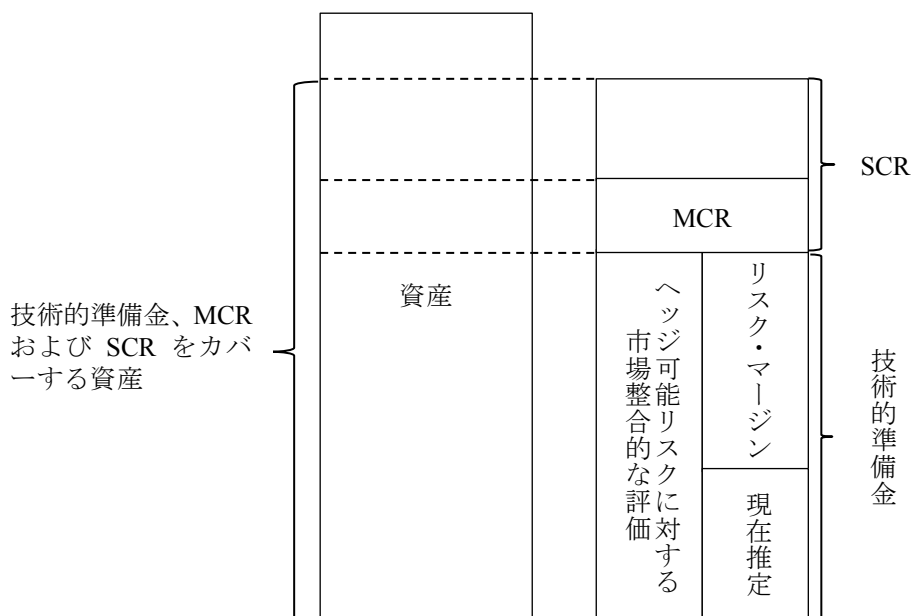 技術的準備金、MCR
および SCR をカバ
ーする資産
資産
SCR
MCR
ヘッジ可能リスクに対する
市場整合的な評価
リスク・マージン
現在推定
技術的準備金